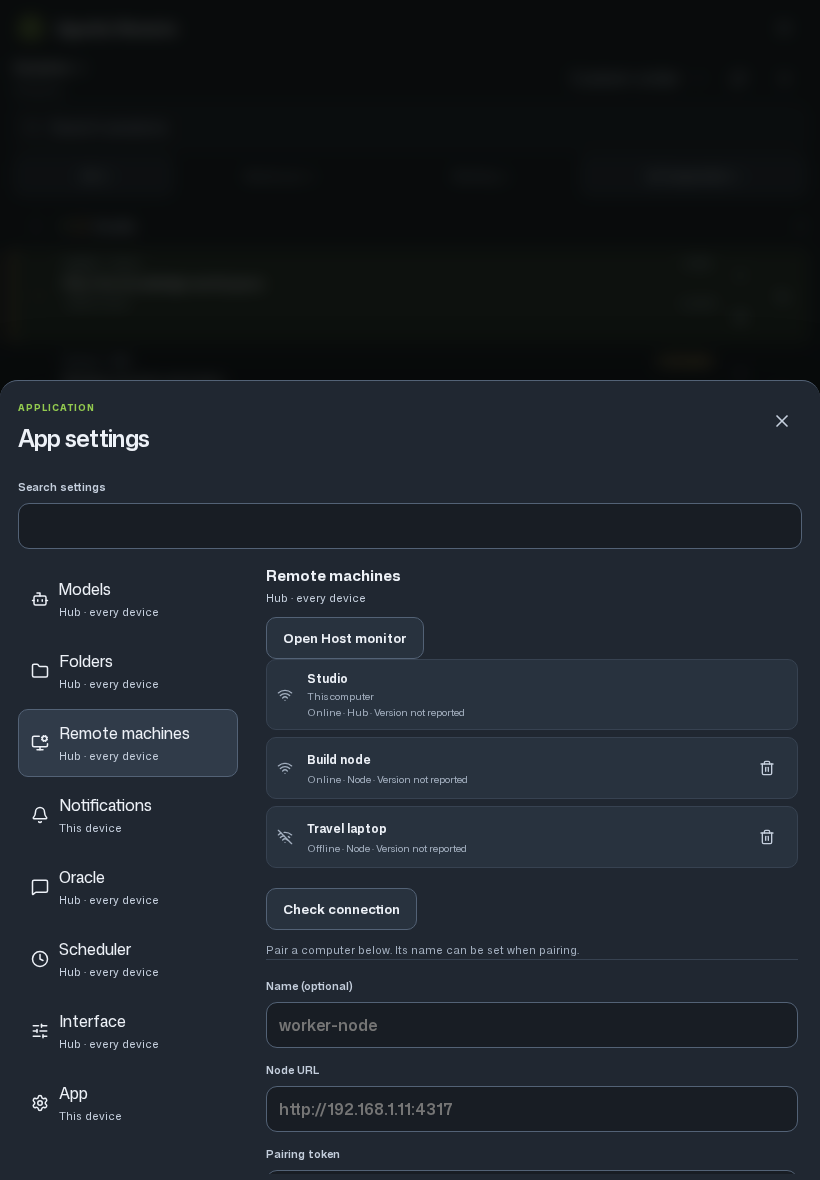 APPLICATION
App settings
Search settings
Models
Hub · every device
Folders
Hub · every device
Remote machines
Hub · every device
Notifications
This device
Oracle
Hub · every device
Scheduler
Hub · every device
Interface
Hub · every device
App
This device
Remote machines
Hub · every device
Open Host monitor
Studio
This computer
Online · Hub · Version not reported
Build node
Online · Node · Version not reported
Travel laptop
Offline · Node · Version not reported
Check connection
Pair a computer below. Its name can be set when pairing.
Name (optional)
worker-node
Node URL
http://192.168.1.11:4317
Pairing token